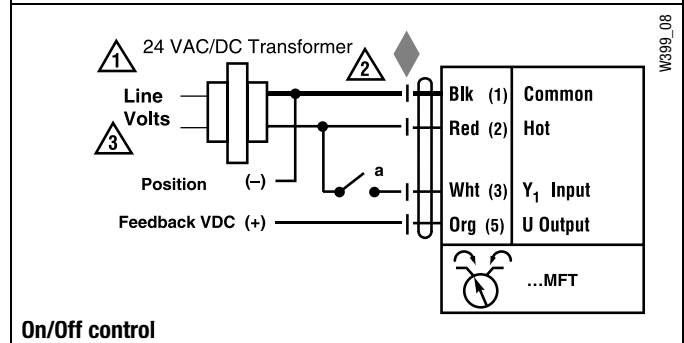 W399_08
1 24 VAC/DC Transformer 2
Line
Volts
3
Blk (1) Common
Red (2) Hot
a
Position (–)
Wht (3) Y1 Input
Feedback VDC (+)
Org (5) U Output
...MFT
On/Off control